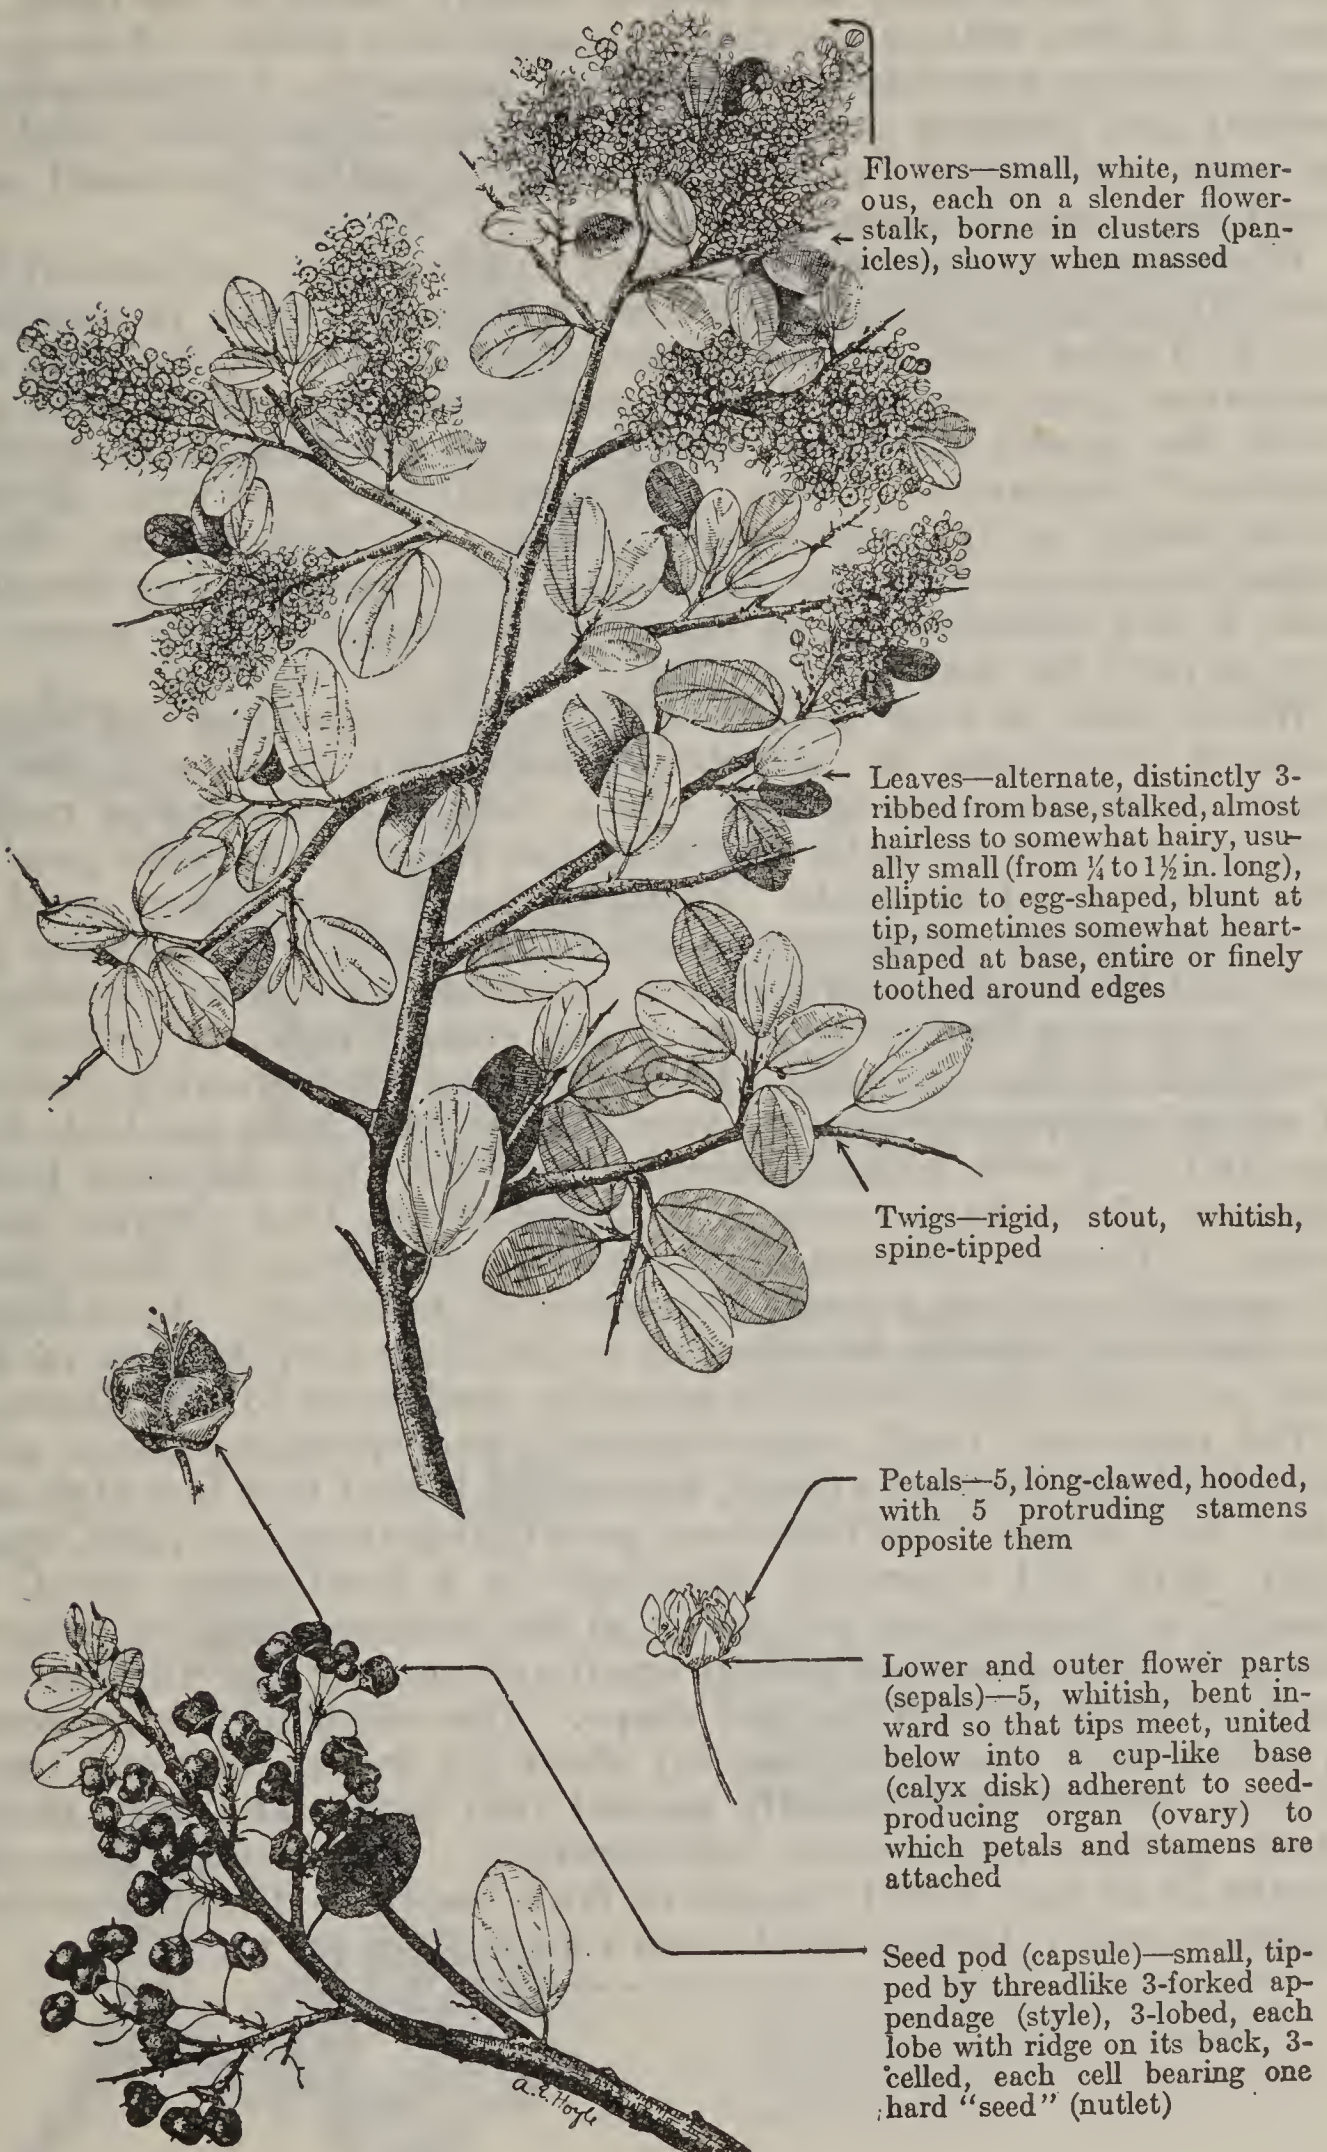 Flowers—small, white, numer-
ous, each on a slender flower-
stalk, borne in clusters (pan-
icles), showy when massed
Leaves—alternate, distinctly 3-
ribbed from base, stalked, almost
hairless to somewhat hairy, usu-
ally small (from ¼ to 1½ in. long),
elliptic to egg-shaped, blunt at
tip, sometimes somewhat heart-
shaped at base, entire or finely
toothed around edges
Twigs—rigid, stout, whitish,
spine-tipped
Petals—5, long-clawed, hooded,
with 5 protruding stamens
opposite them
Lower and outer flower parts
(sepals)—5, whitish, bent in-
ward so that tips meet, united
below into a cup-like base
(calyx disk) adherent to seed-
producing organ (ovary) to
which petals and stamens are
attached
Seed pod (capsule)—small, tip-
ped by threadlike 3-forked ap-
pendage (style), 3-lobed, each
lobe with ridge on its back, 3-
celled, each cell bearing one
hard "seed" (nutlet)
A. E. Hoyle